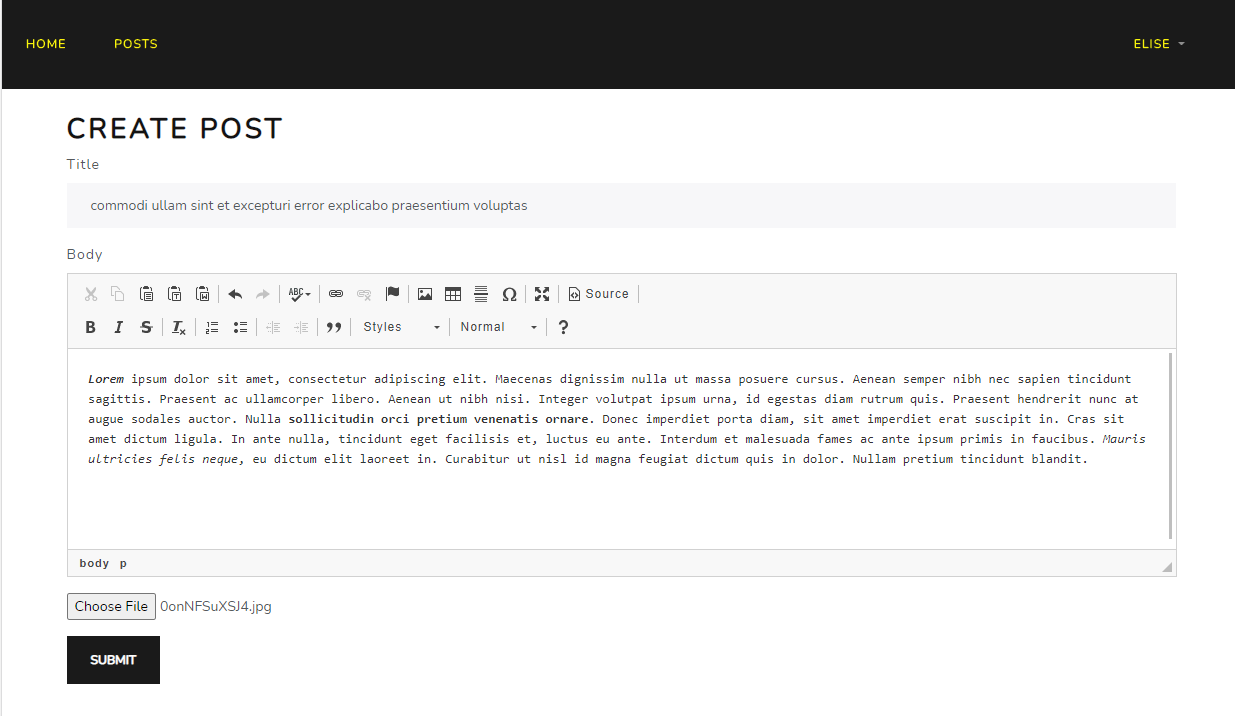 HOME POSTS ELISE
CREATE POST
Title
commodi ullam sint et excepturi error explicabo praesentium voluptas
Body
ABC Ω Source
B I S Tx Styles Normal ?
Lorem ipsum dolor sit amet, consectetur adipiscing elit. Maecenas dignissim nulla ut massa posuere cursus. Aenean semper nibh nec sapien tincidunt
sagittis. Praesent ac ullamcorper libero. Aenean ut nibh nisi. Integer volutpat ipsum urna, id egestas diam rutrum quis. Praesent hendrerit nunc at
augue sodales auctor. Nulla sollicitudin orci pretium venenatis ornare. Donec imperdiet porta diam, sit amet imperdiet erat suscipit in. Cras sit
amet dictum ligula. In ante nulla, tincidunt eget facilisis et, luctus eu ante. Interdum et malesuada fames ac ante ipsum primis in faucibus. Mauris
ultricies felis neque, eu dictum elit laoreet in. Curabitur ut nisl id magna feugiat dictum quis in dolor. Nullam pretium tincidunt blandit.
body p
Choose File 0onNFSuXSJ4.jpg
SUBMIT